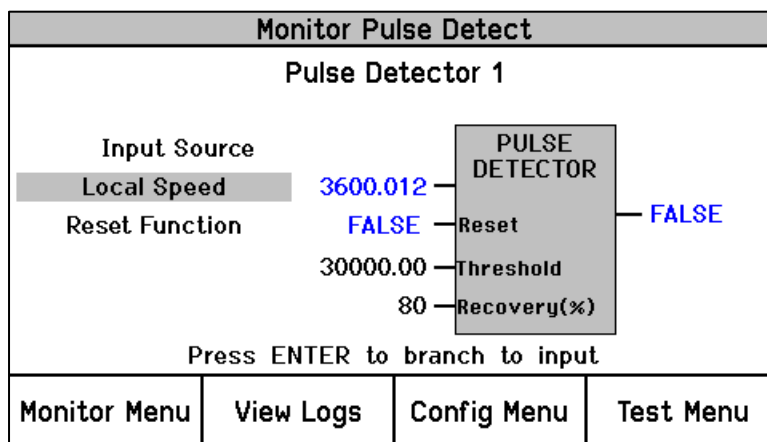 Monitor Pulse Detect
Pulse Detector 1
Input Source
PULSE
DETECTOR
Local Speed 3600.012
Reset Function FALSE Reset FALSE
30000.00 Threshold
80 Recovery(%)
Press ENTER to branch to input
Monitor Menu View Logs Config Menu Test Menu